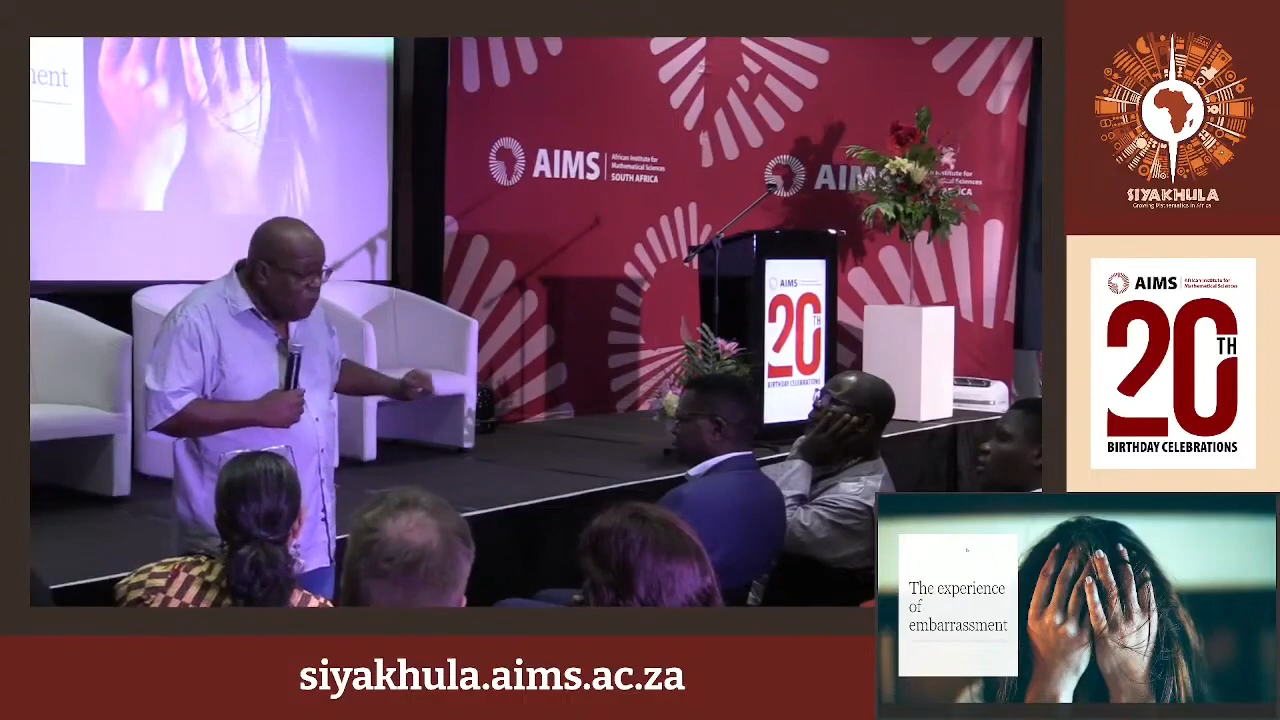 ent
AIMS
African Institute for
Mathematical Sciences
SOUTH AFRICA
AIMS
20
TH
BIRTHDAY CELEBRATIONS
SIYAKHULA
Growing Mathematics in Africa
AIMS
African Institute for
Mathematical Sciences
20
TH
BIRTHDAY CELEBRATIONS
The experience
of
embarrassment
siyakhula.aims.ac.za